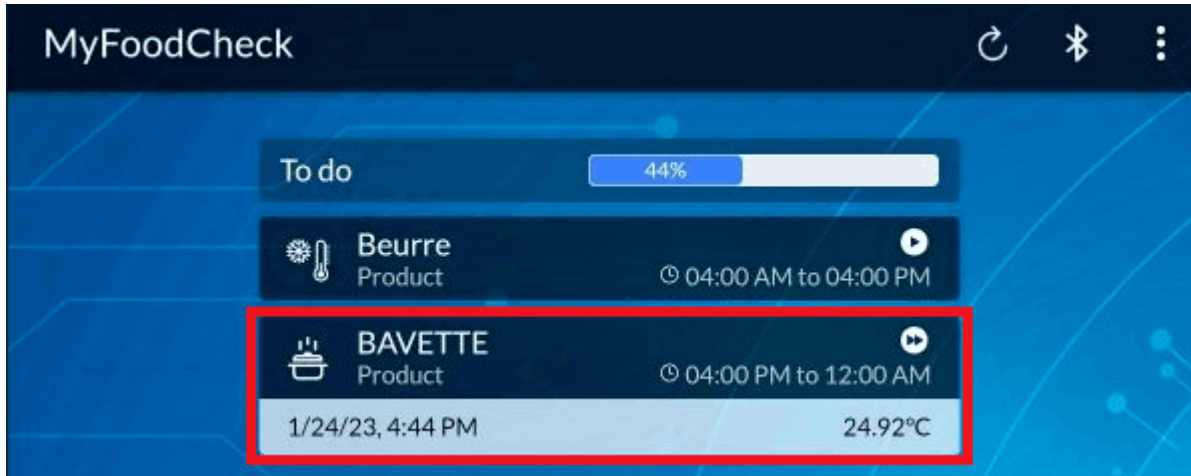 MyFoodCheck
To do 44%
Beurre
Product 04:00 AM to 04:00 PM
BAVETTE
Product 04:00 PM to 12:00 AM
1/24/23, 4:44 PM 24.92°C